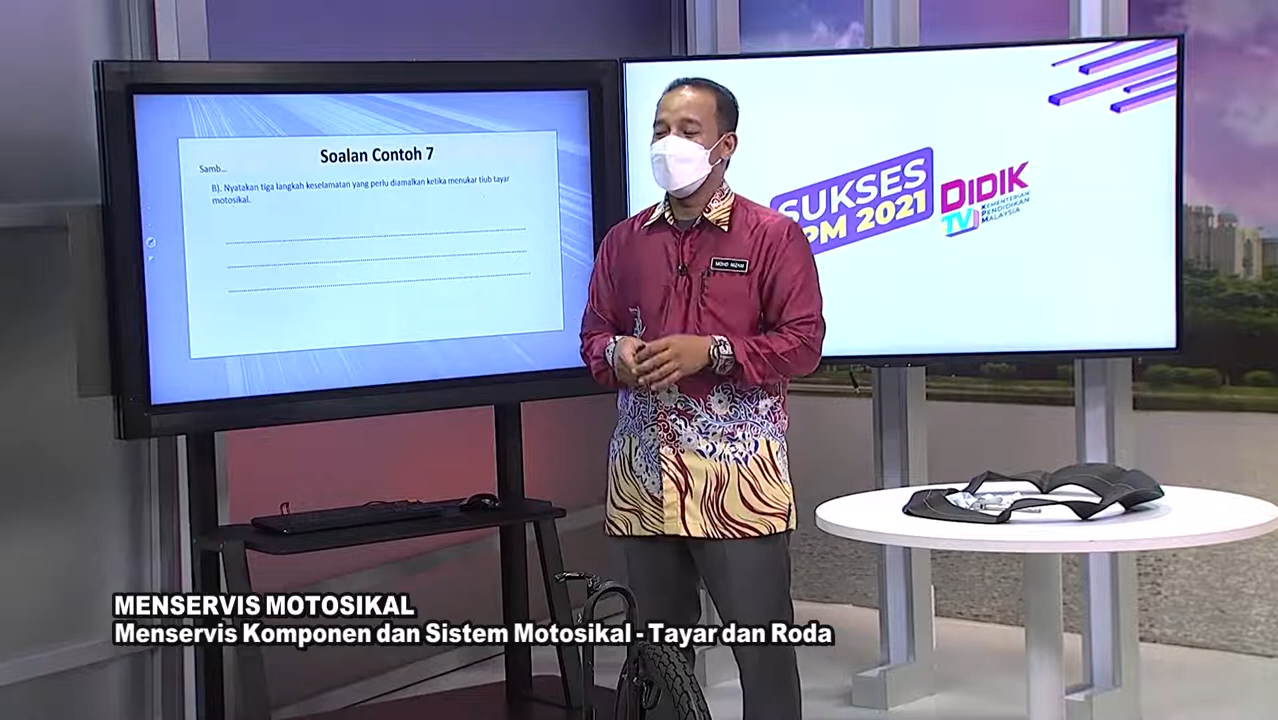 Soalan Contoh 7
Samb...
B). Nyatakan tiga langkah keselamatan yang perlu diamalkan ketika menukar tiub tayar
motosikal.
SUKSES
PM 2021
DIDIK
TV
KEMENTERIAN
PENDIDIKAN
MALAYSIA
MOHD NIZAM
MENSERVIS MOTOSIKAL
Menservis Komponen dan Sistem Motosikal - Tayar dan Roda